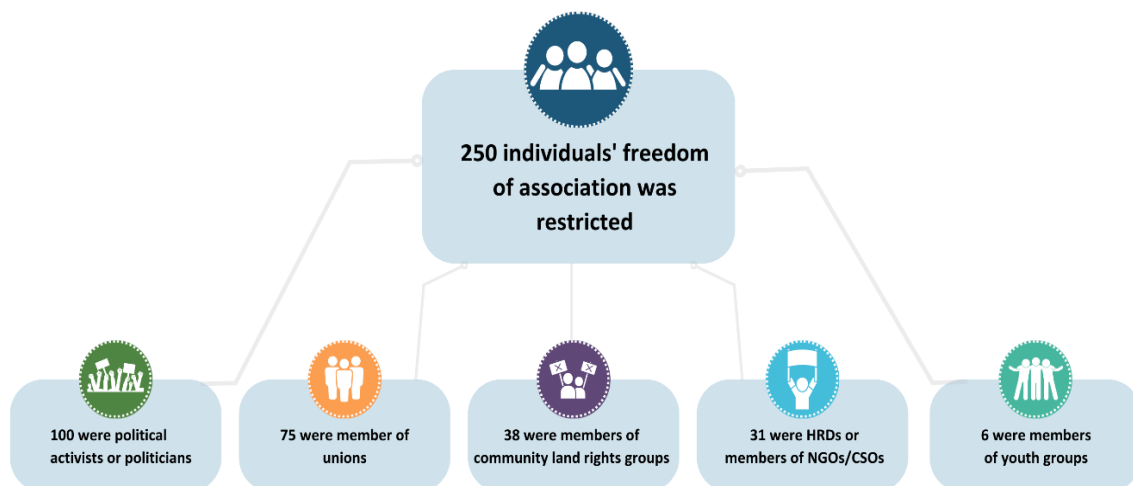 250 individuals' freedom
of association was
restricted
100 were political
activists or politicians
75 were member of
unions
38 were members of
community land rights groups
31 were HRDs or
members of NGOs/CSOs
6 were members
of youth groups